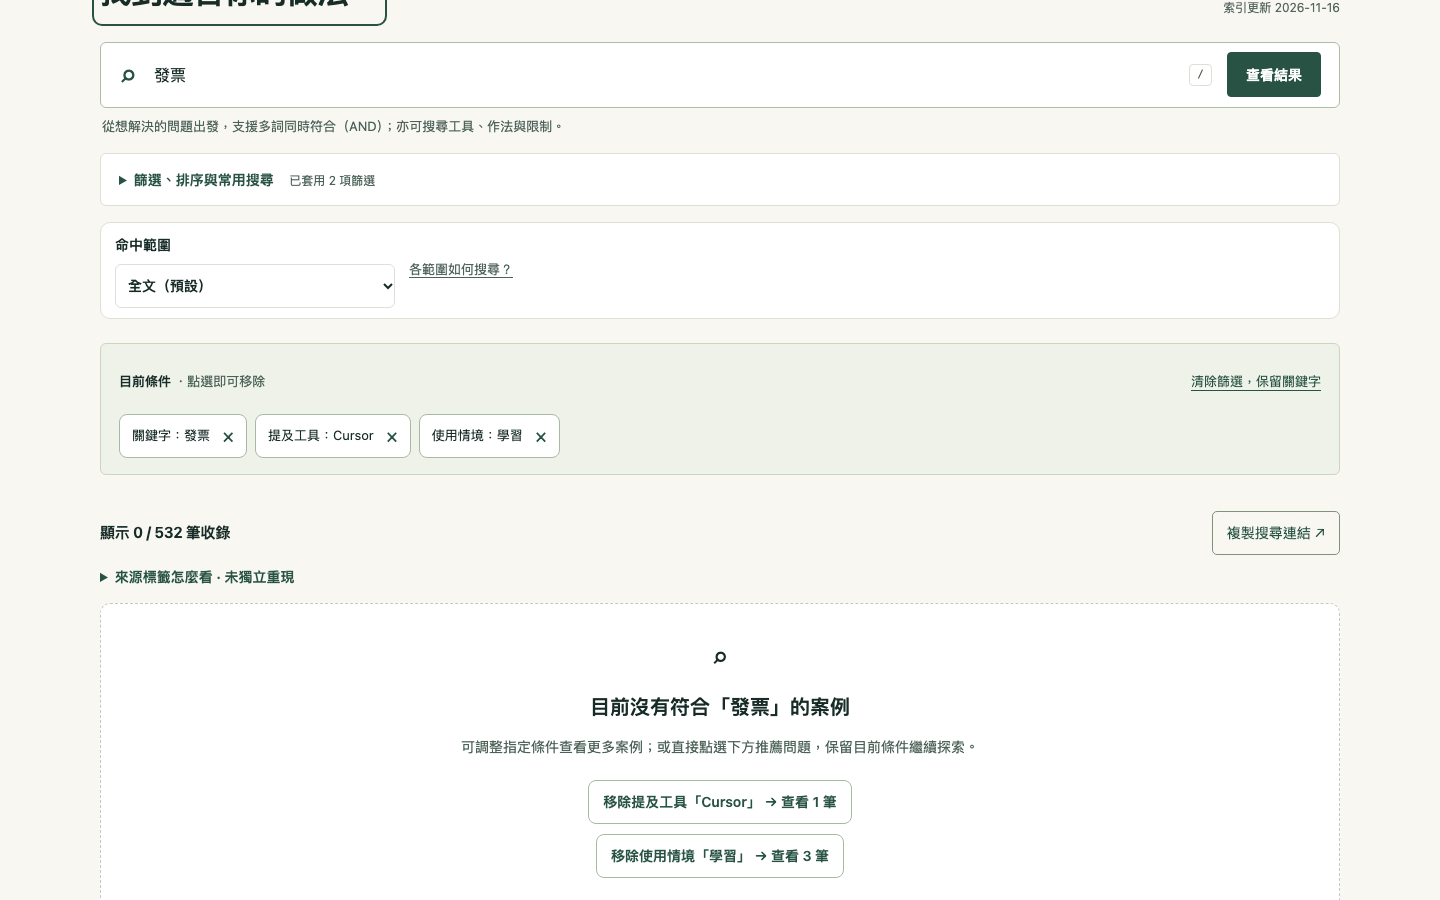 找到適合你的做法
索引更新 2026-11-16
發票
/
查看結果
從想解決的問題出發，支援多詞同時符合（AND）；亦可搜尋工具、作法與限制。
▶ 篩選、排序與常用搜尋 已套用 2 項篩選
命中範圍
全文（預設）
各範圍如何搜尋？
目前條件 · 點選即可移除
清除篩選，保留關鍵字
關鍵字：發票 ×
提及工具：Cursor ×
使用情境：學習 ×
顯示 0 / 532 筆收錄
複製搜尋連結 ↗
▶ 來源標籤怎麼看 · 未獨立重現
目前沒有符合「發票」的案例
可調整指定條件查看更多案例；或直接點選下方推薦問題，保留目前條件繼續探索。
移除提及工具「Cursor」 → 查看 1 筆
移除使用情境「學習」 → 查看 3 筆